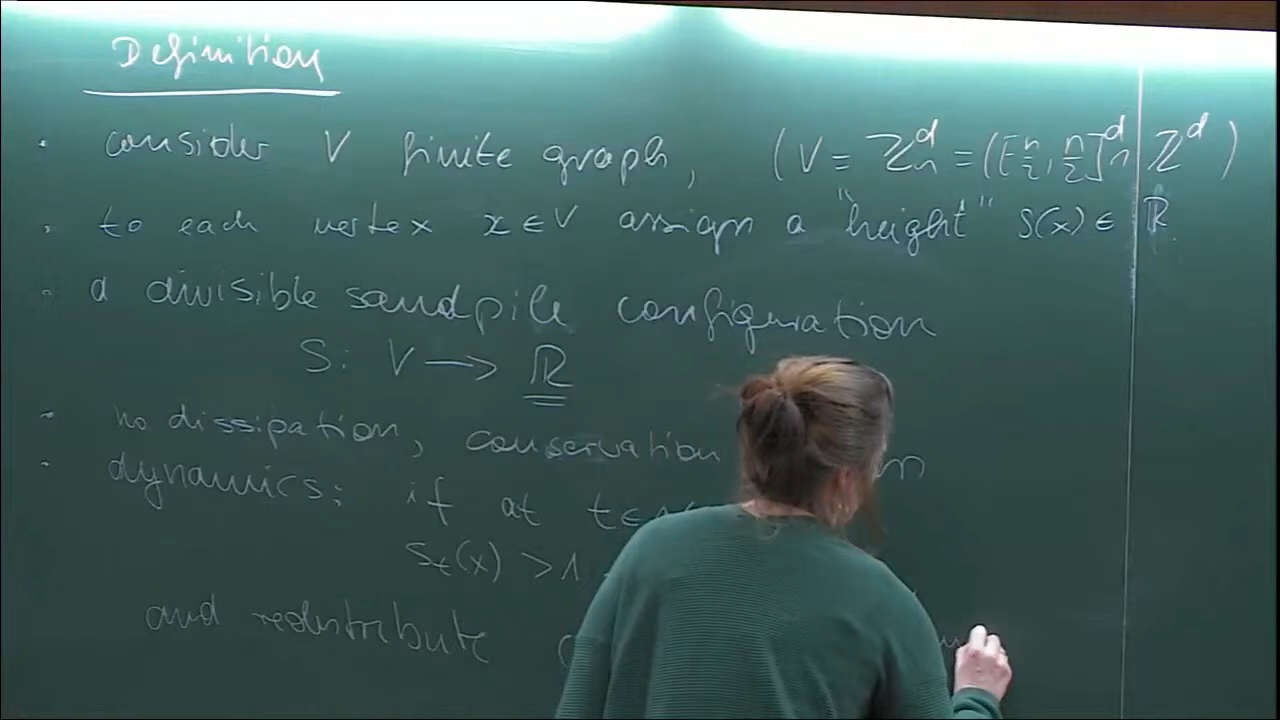 Definition
• consider V finite graph, (V = ℤ_n^d = ([-n/2, n/2]^d ∩ ℤ^d)
• to each vertex x ∈ V assign a "height" S(x) ∈ ℝ.
• a divisible sandpile configuration
S: V → ℝ
• no dissipation, conservation
• dynamics: if at t ∈
S_t(x) > 1
and redistribute